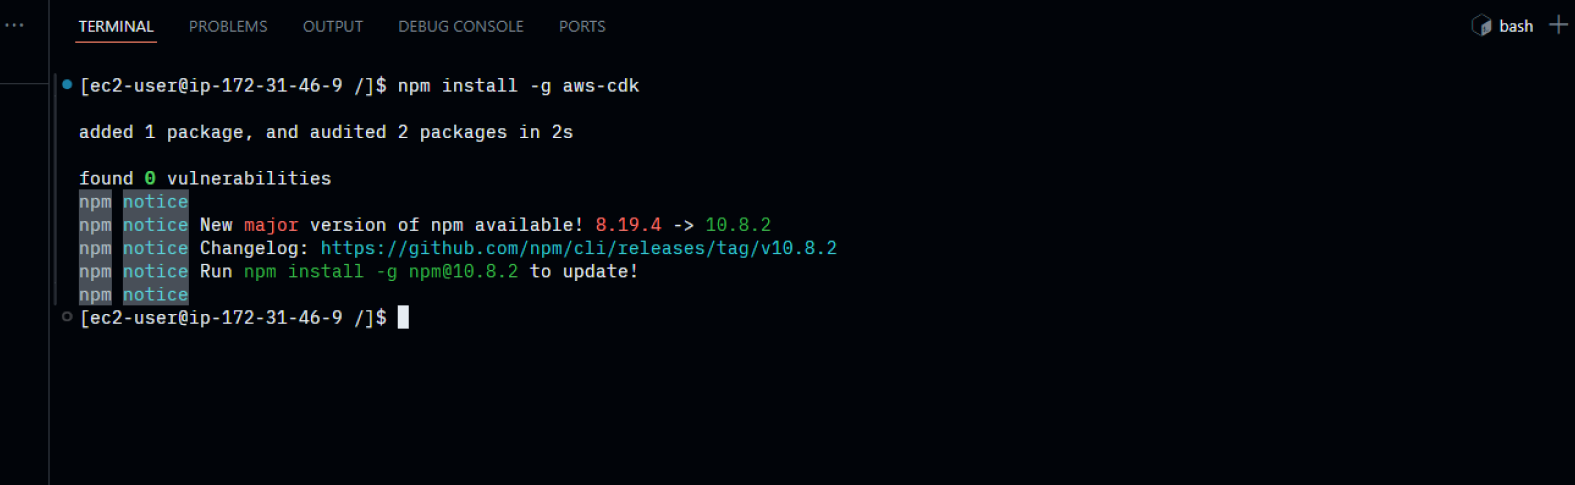 TERMINAL PROBLEMS OUTPUT DEBUG CONSOLE PORTS bash
[ec2-user@ip-172-31-46-9 /]$ npm install -g aws-cdk
added 1 package, and audited 2 packages in 2s
found 0 vulnerabilities
npm notice
npm notice New major version of npm available! 8.19.4 -> 10.8.2
npm notice Changelog: https://github.com/npm/cli/releases/tag/v10.8.2
npm notice Run npm install -g npm@10.8.2 to update!
npm notice
[ec2-user@ip-172-31-46-9 /]$